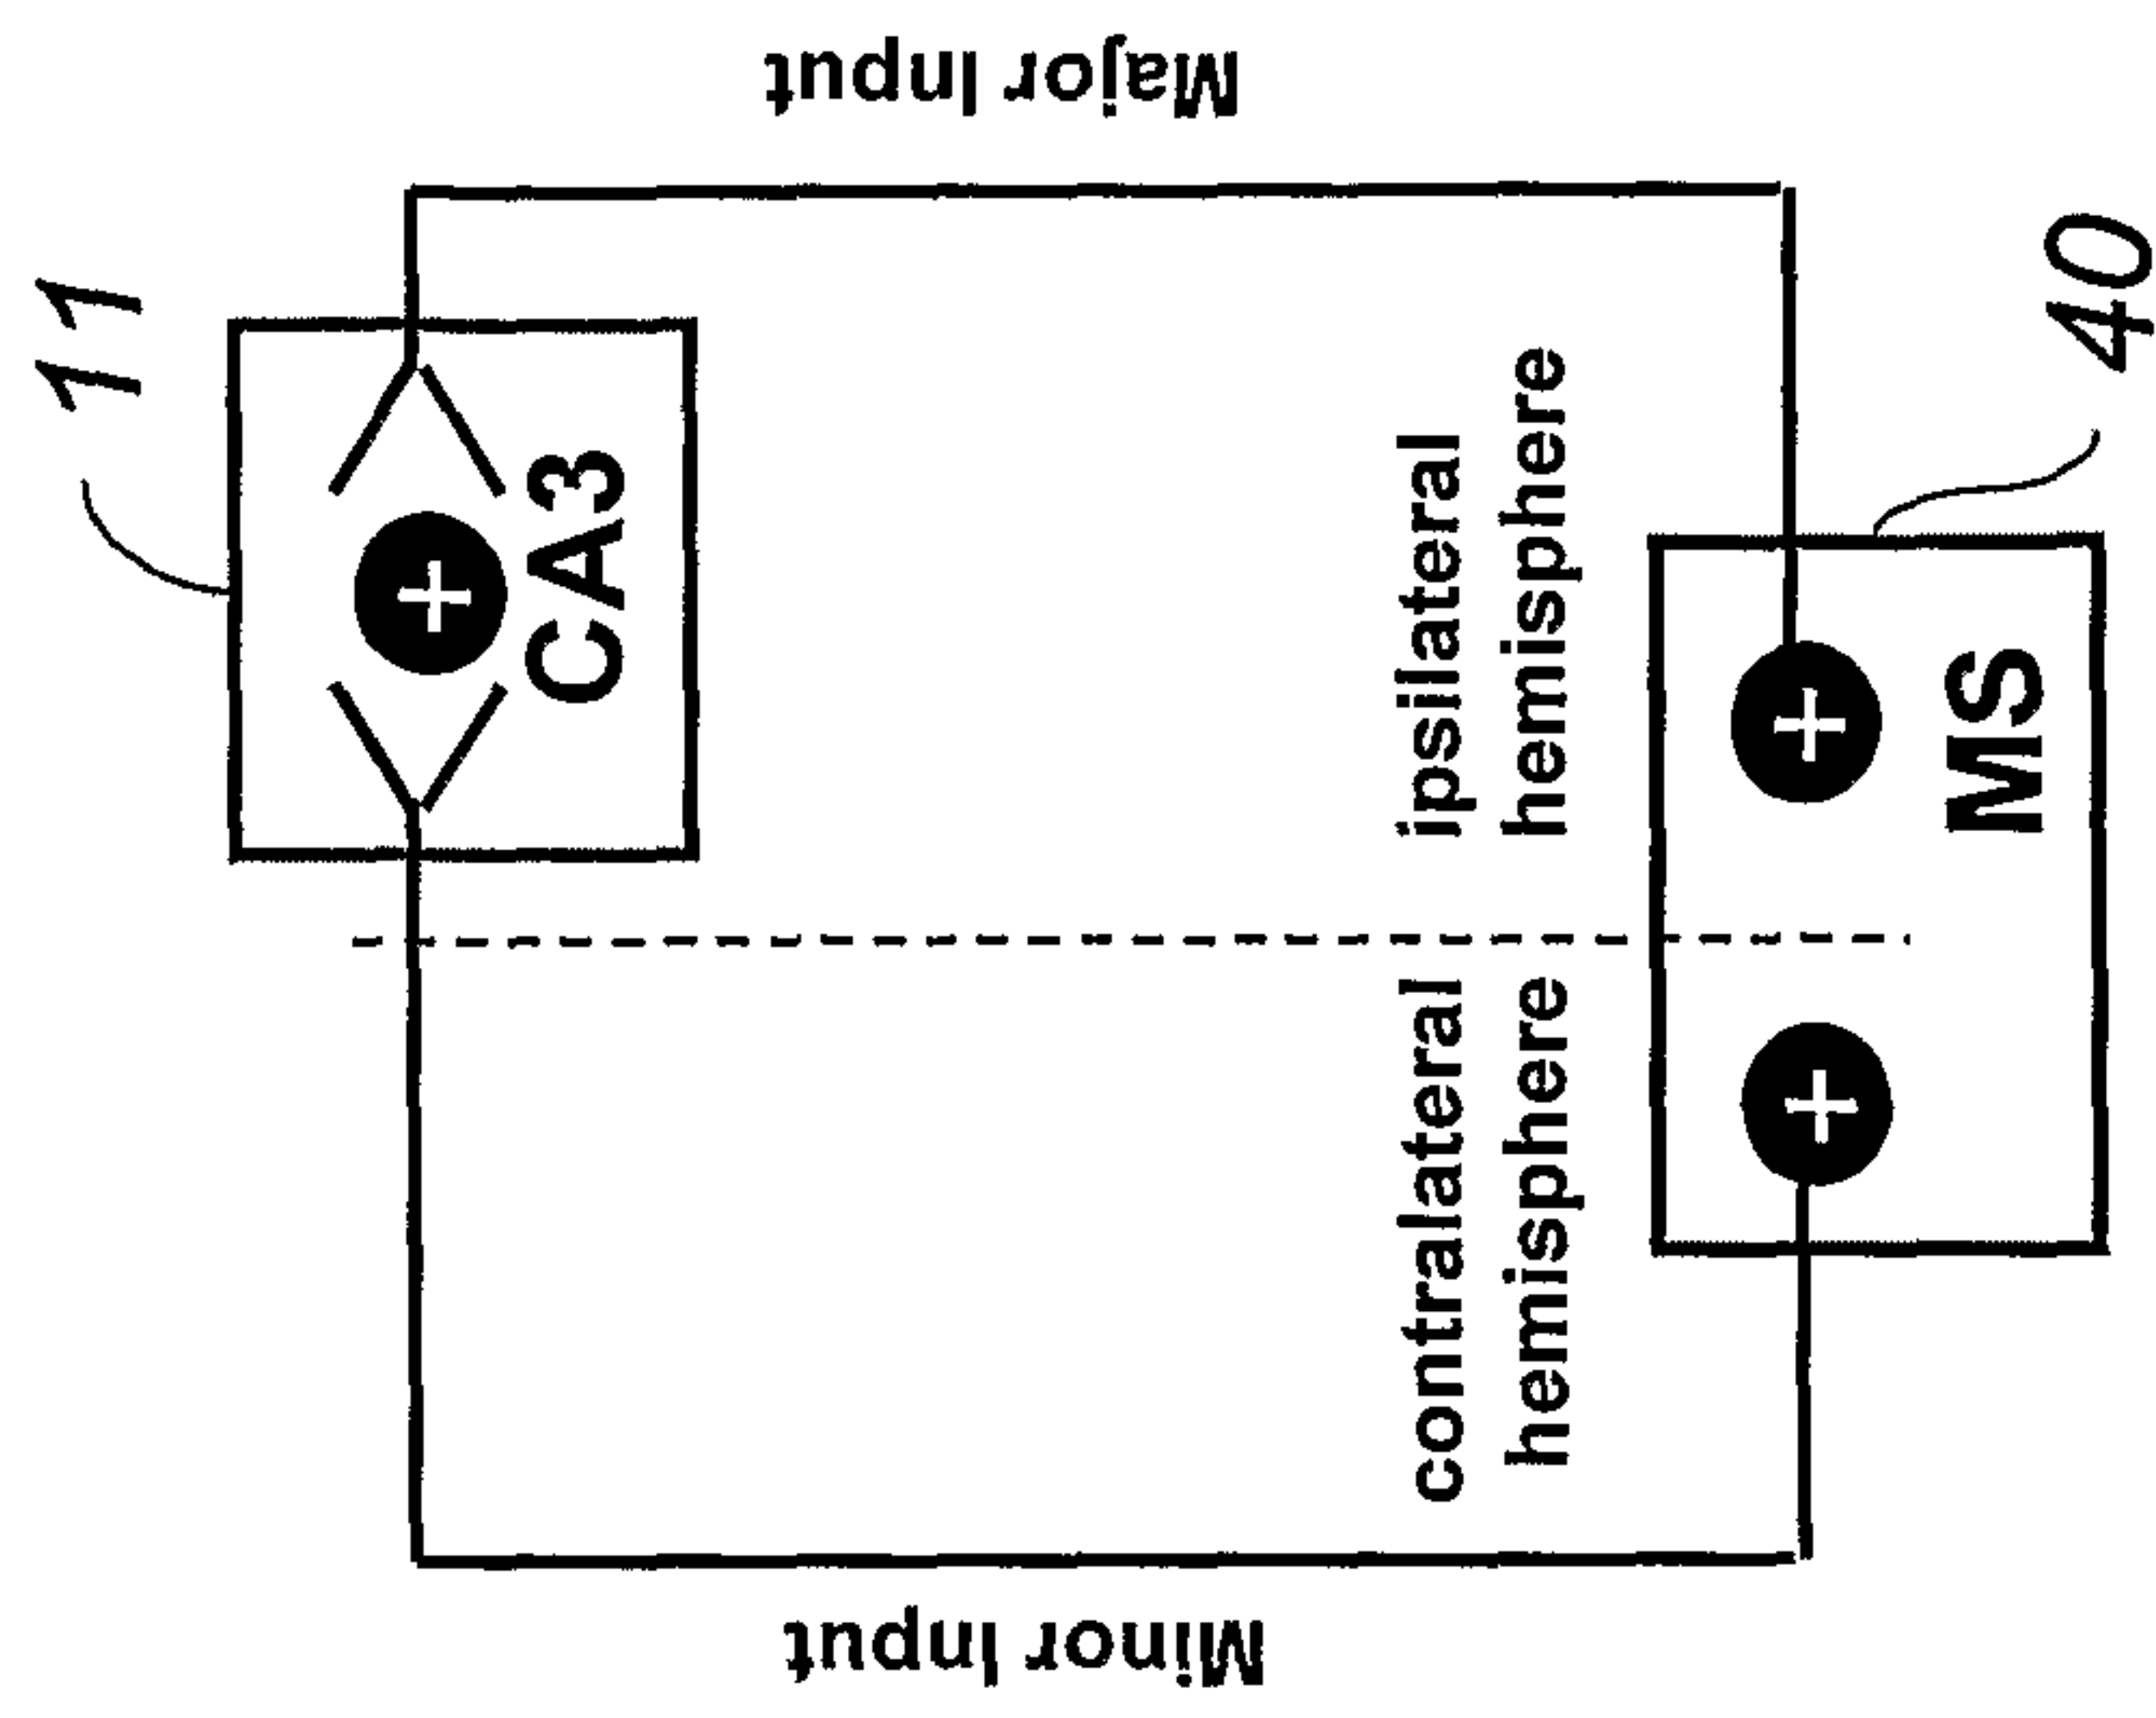 11
CA3
Minor Input
Major Input
contralateral
hemisphere
ipsilateral
hemisphere
MS
40